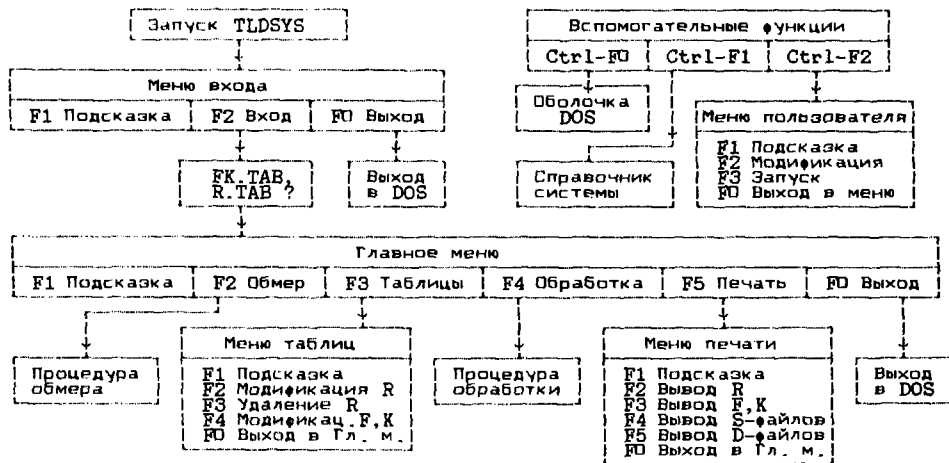 Запуск TLDSYS
Меню входа
F1 Подсказка F2 Вход F0 Выход
FK.TAB,
R.TAB ?
Выход
в DOS
Вспомогательные функции
Ctrl-F0 Ctrl-F1 Ctrl-F2
Оболочка
DOS
Справочник
системы
Меню пользователя
F1 Подсказка
F2 Модификация
F3 Запуск
F0 Выход в меню
Главное меню
F1 Подсказка F2 Обмер F3 Таблицы F4 Обработка F5 Печать F0 Выход
Процедура
обмера
Меню таблиц
F1 Подсказка
F2 Модификация R
F3 Удаление R
F4 Модификац.F,K
F0 Выход в Гл. м.
Процедура
обработки
Меню печати
F1 Подсказка
F2 Вывод R
F3 Вывод F,K
F4 Вывод S-файлов
F5 Вывод D-файлов
F0 Выход в Гл. м.
Выход
в DOS